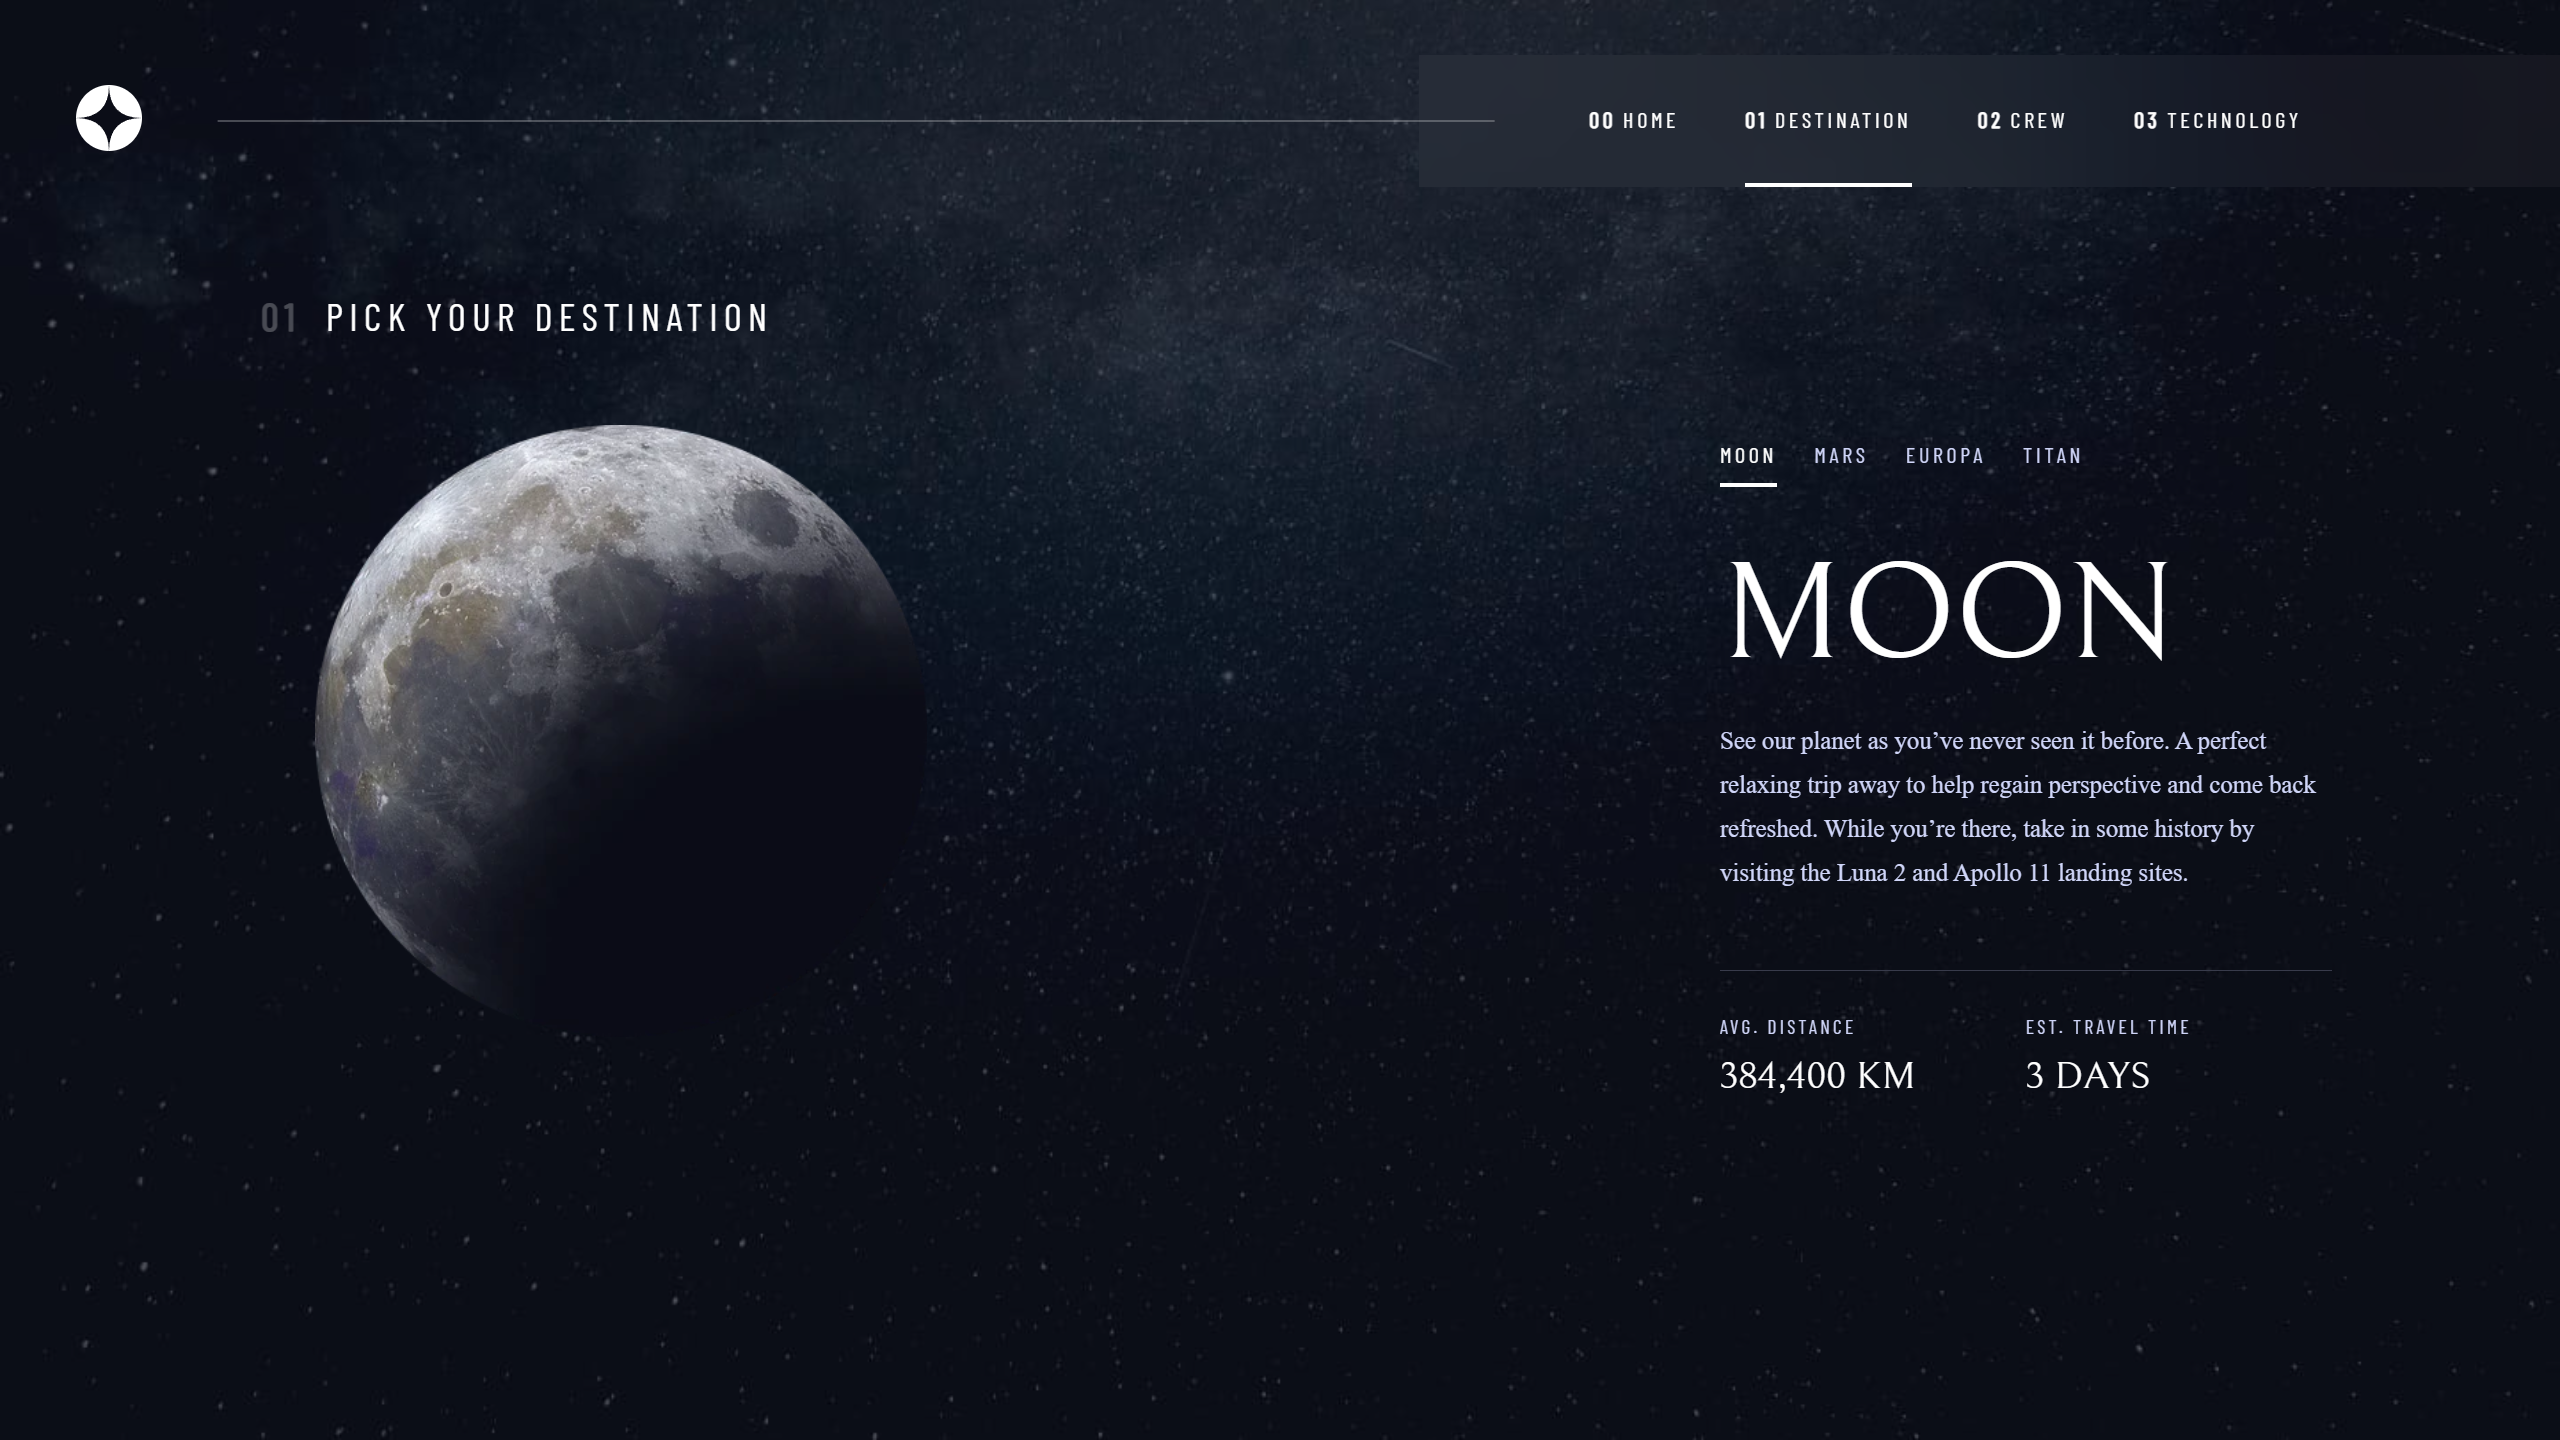 00 HOME 01 DESTINATION 02 CREW 03 TECHNOLOGY
01 PICK YOUR DESTINATION
MOON MARS EUROPA TITAN
MOON
See our planet as you’ve never seen it before. A perfect
relaxing trip away to help regain perspective and come back
refreshed. While you’re there, take in some history by
visiting the Luna 2 and Apollo 11 landing sites.
AVG. DISTANCE EST. TRAVEL TIME
384,400 KM 3 DAYS